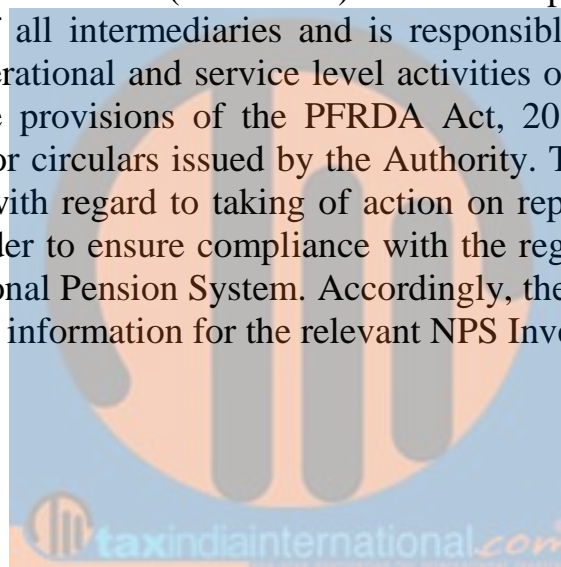 f all intermediaries and is responsibl
erational and service level activities o
e provisions of the PFRDA Act, 20
or circulars issued by the Authority. T
with regard to taking of action on rep
der to ensure compliance with the reg
onal Pension System. Accordingly, the
information for the relevant NPS Inve
taxindiainternational.com